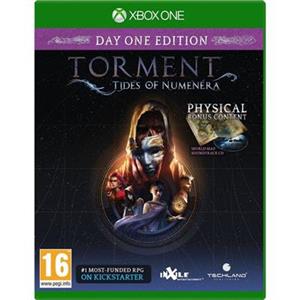 XBOX ONE
DAY ONE EDITION
TORMENT
TIDES OF NUMENERA
PHYSICAL
BONUS CONTENT
WORLD MAP
SOUNDTRACK CD
16
www.pegi.info
#1 MOST-FUNDED RPG
ON KICKSTARTER
INXILE
TECHLAND